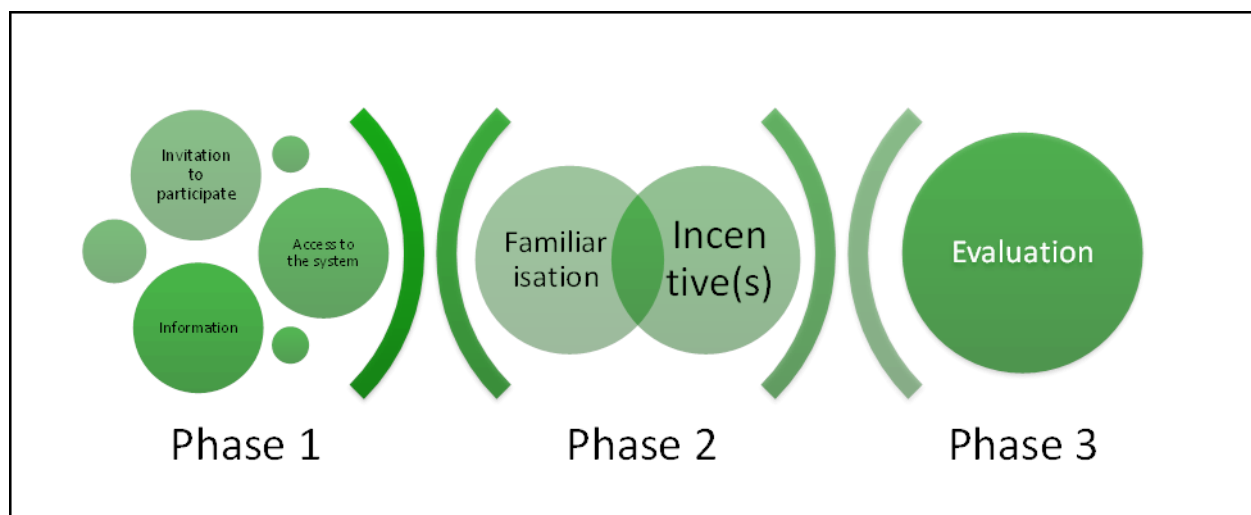 Invitation
to
participate
Access to
the system
Information
Phase 1
Familiar
isation
Incen
tive(s)
Phase 2
Evaluation
Phase 3